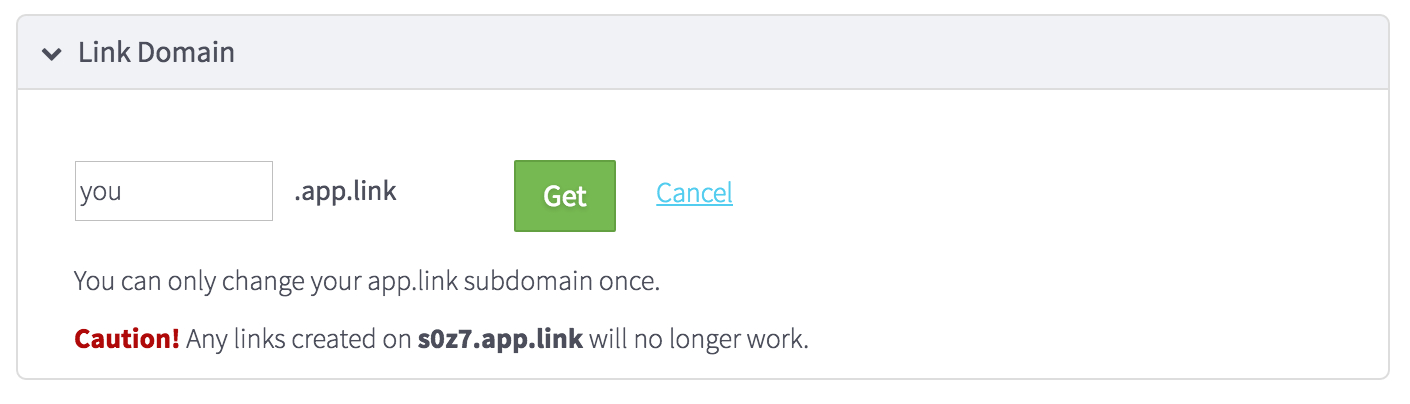 Link Domain
you .app.link Get Cancel
You can only change your app.link subdomain once.
Caution! Any links created on s0z7.app.link will no longer work.